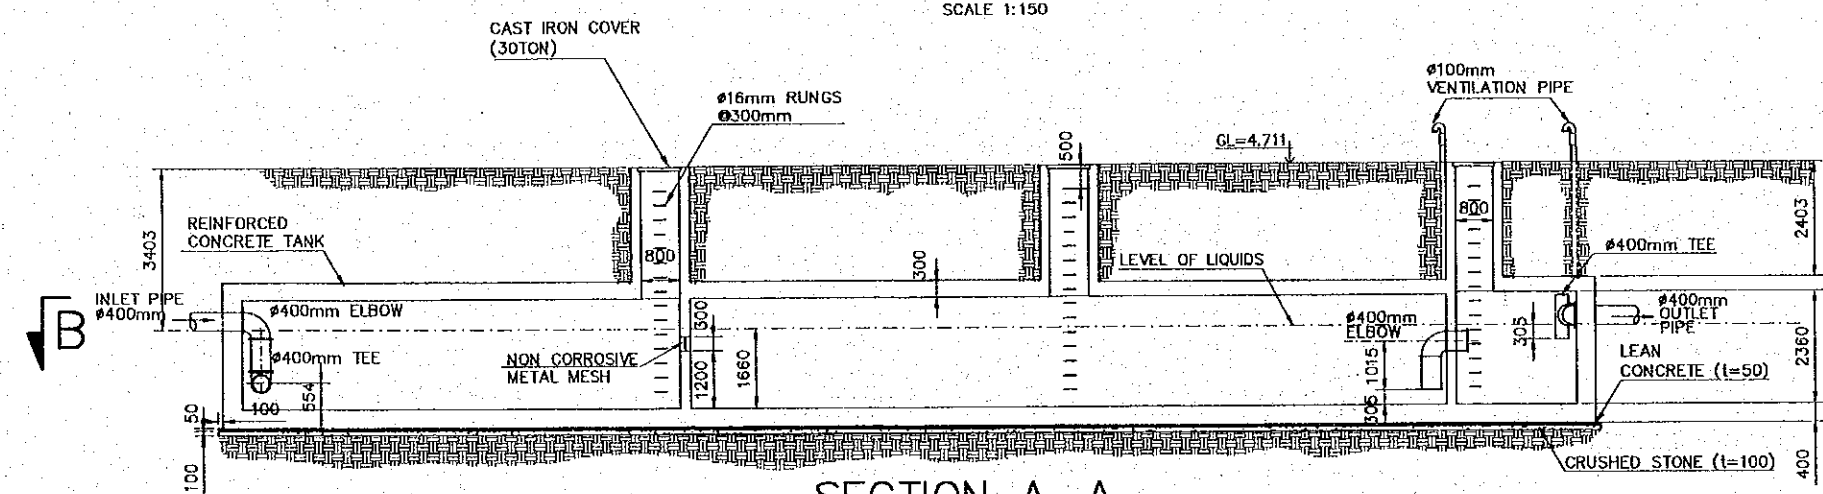 SCALE 1:150
CAST IRON COVER
(30TON)
ø16mm RUNGS
@300mm
ø100mm
VENTILATION PIPE
GL=4.711
500
REINFORCED
CONCRETE TANK
3403
800
300
LEVEL OF LIQUIDS
800
2403
ø400mm TEE
B
INLET PIPE
ø400mm
ø400mm ELBOW
300
ø400mm
ELBOW
305
ø400mm
OUTLET
PIPE
2360
ø400mm TEE
554
100
NON CORROSIVE
METAL MESH
1200
1660
1015
305
LEAN
CONCRETE (t=50)
50
100
CRUSHED STONE (t=100)
400
SECTION A-A